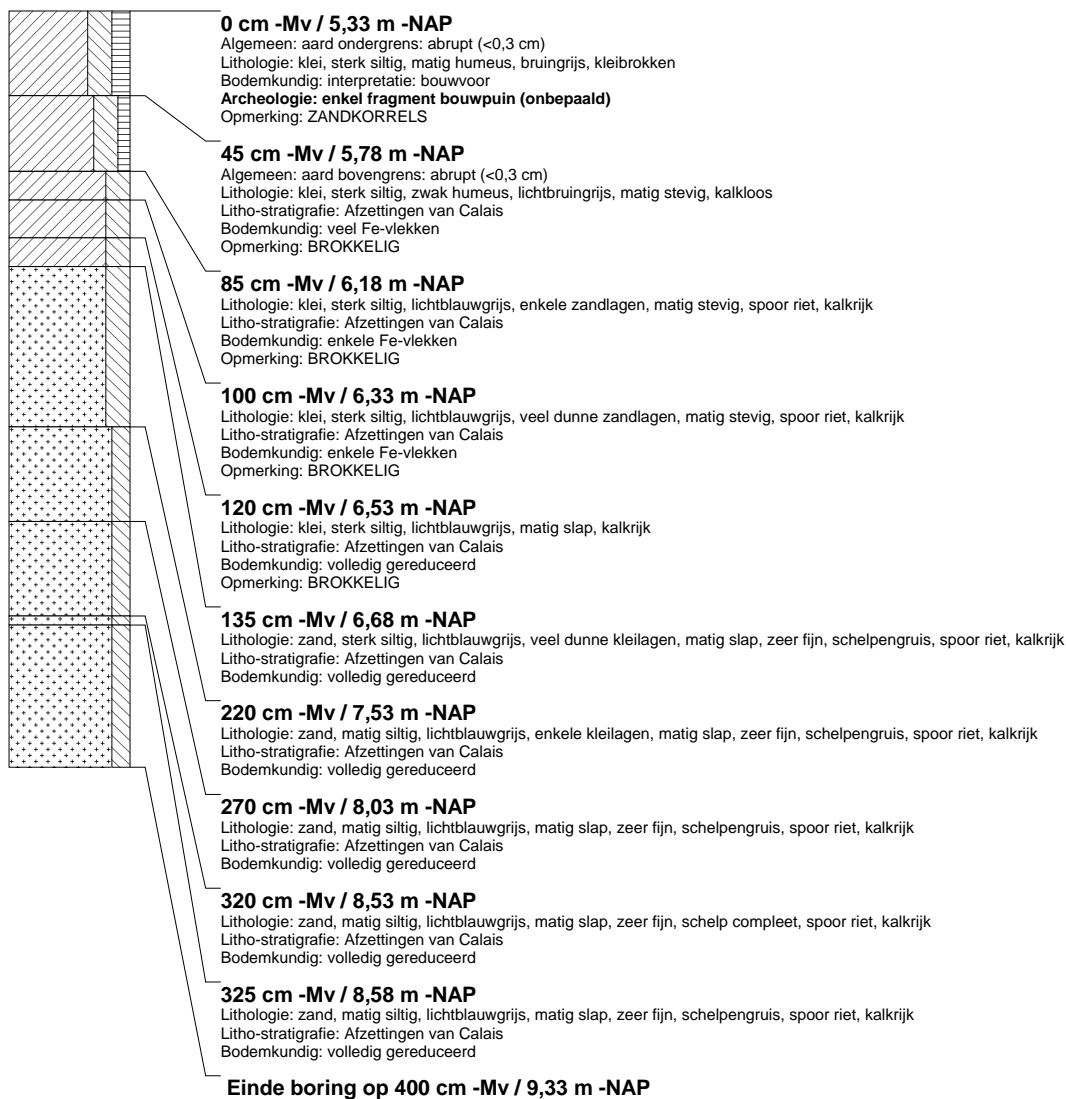 0 cm -Mv / 5,33 m -NAP
Algemeen: aard ondergrens: abrupt (<0,3 cm)
Lithologie: klei, sterk siltig, matig humeus, bruingrijs, kleibrokken
Bodemkundig: interpretatie: bouwvoor
Archeologie: enkel fragment bouwpuin (onbepaald)
Opmerking: ZANDKORRELS
45 cm -Mv / 5,78 m -NAP
Algemeen: aard bovengrens: abrupt (<0,3 cm)
Lithologie: klei, sterk siltig, zwak humeus, lichtbruingrijs, matig stevig, kalkloos
Litho-stratigrafie: Afzettingen van Calais
Bodemkundig: veel Fe-vlekken
Opmerking: BROKKELIG
85 cm -Mv / 6,18 m -NAP
Lithologie: klei, sterk siltig, lichtblauwgrijs, enkele zandlagen, matig stevig, spoor riet, kalkrijk
Litho-stratigrafie: Afzettingen van Calais
Bodemkundig: enkele Fe-vlekken
Opmerking: BROKKELIG
100 cm -Mv / 6,33 m -NAP
Lithologie: klei, sterk siltig, lichtblauwgrijs, veel dunne zandlagen, matig stevig, spoor riet, kalkrijk
Litho-stratigrafie: Afzettingen van Calais
Bodemkundig: enkele Fe-vlekken
Opmerking: BROKKELIG
120 cm -Mv / 6,53 m -NAP
Lithologie: klei, sterk siltig, lichtblauwgrijs, matig slap, kalkrijk
Litho-stratigrafie: Afzettingen van Calais
Bodemkundig: volledig gereduceerd
Opmerking: BROKKELIG
135 cm -Mv / 6,68 m -NAP
Lithologie: zand, sterk siltig, lichtblauwgrijs, veel dunne kleilagen, matig slap, zeer fijn, schelpengruis, spoor riet, kalkrijk
Litho-stratigrafie: Afzettingen van Calais
Bodemkundig: volledig gereduceerd
220 cm -Mv / 7,53 m -NAP
Lithologie: zand, matig siltig, lichtblauwgrijs, enkele kleilagen, matig slap, zeer fijn, schelpengruis, spoor riet, kalkrijk
Litho-stratigrafie: Afzettingen van Calais
Bodemkundig: volledig gereduceerd
270 cm -Mv / 8,03 m -NAP
Lithologie: zand, matig siltig, lichtblauwgrijs, matig slap, zeer fijn, schelpengruis, spoor riet, kalkrijk
Litho-stratigrafie: Afzettingen van Calais
Bodemkundig: volledig gereduceerd
320 cm -Mv / 8,53 m -NAP
Lithologie: zand, matig siltig, lichtblauwgrijs, matig slap, zeer fijn, schelp compleet, spoor riet, kalkrijk
Litho-stratigrafie: Afzettingen van Calais
Bodemkundig: volledig gereduceerd
325 cm -Mv / 8,58 m -NAP
Lithologie: zand, matig siltig, lichtblauwgrijs, matig slap, zeer fijn, schelpengruis, spoor riet, kalkrijk
Litho-stratigrafie: Afzettingen van Calais
Bodemkundig: volledig gereduceerd
Einde boring op 400 cm -Mv / 9,33 m -NAP